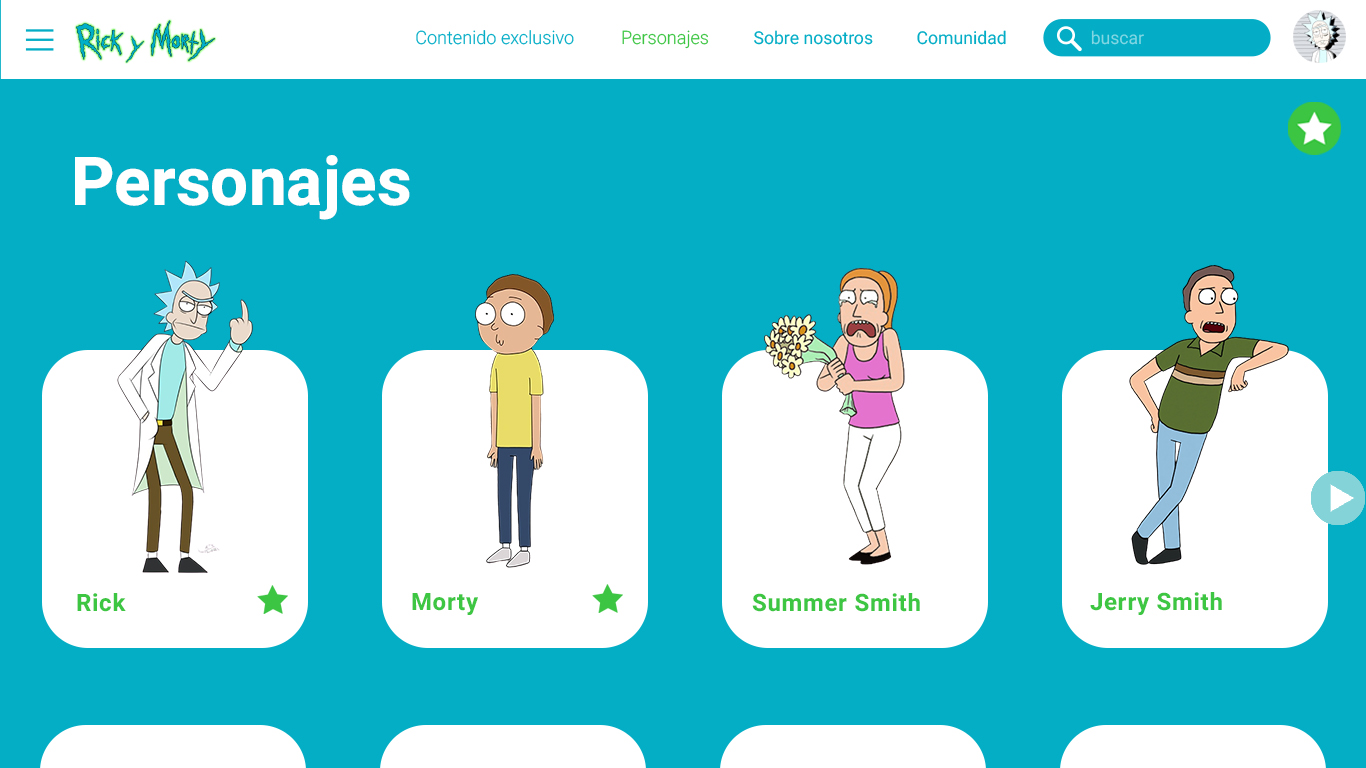 Rick y Morty
Contenido exclusivo
Personajes
Sobre nosotros
Comunidad
buscar
Personajes
Rick
Morty
Summer Smith
Jerry Smith